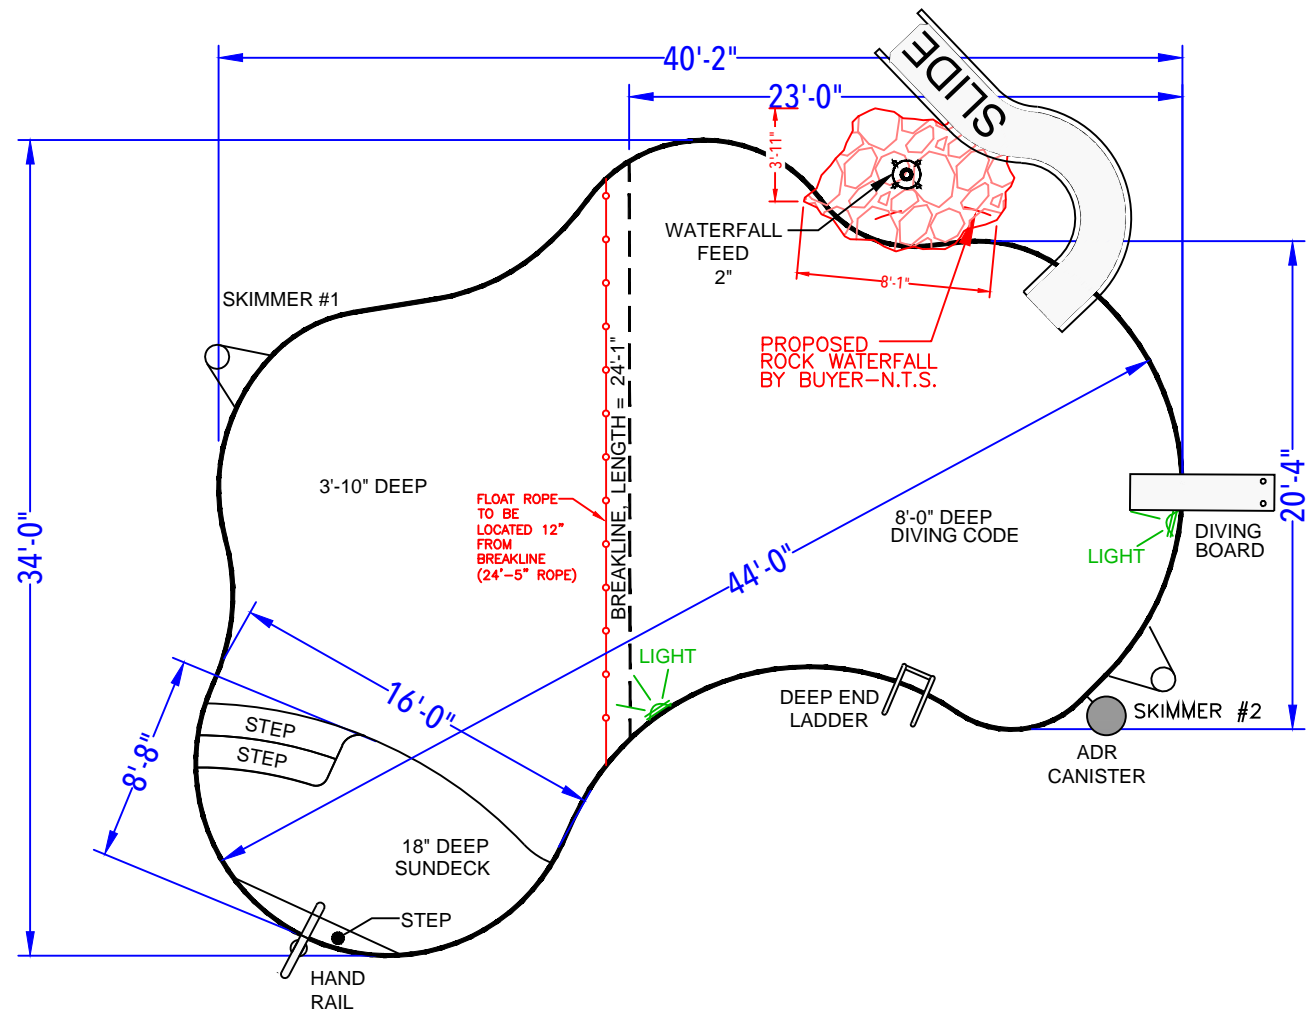 40'-2"
SLIDE
23'-0"
3'-11"
WATERFALL
FEED
2"
8'-1"
SKIMMER #1
PROPOSED
ROCK WATERFALL
BY BUYER-N.T.S.
BREAKLINE, LENGTH = 24'-1"
3'-10" DEEP
FLOAT ROPE
TO BE
LOCATED 12"
FROM
BREAKLINE
(24'-5" ROPE)
8'-0" DEEP
DIVING CODE
LIGHT
DIVING
BOARD
20'-4"
34'-0"
44'-0"
LIGHT
16'-0"
DEEP END
LADDER
SKIMMER #2
ADR
CANISTER
STEP
STEP
8'-8"
18" DEEP
SUNDECK
STEP
HAND
RAIL